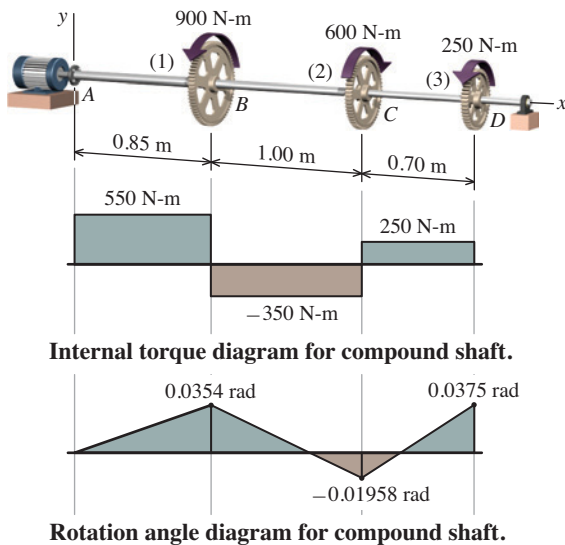 y
900 N-m
600 N-m
250 N-m
(1)
(2)
(3)
A
B
C
D
x
0.85 m
1.00 m
0.70 m
550 N-m
250 N-m
−350 N-m
Internal torque diagram for compound shaft.
0.0354 rad
0.0375 rad
−0.01958 rad
Rotation angle diagram for compound shaft.